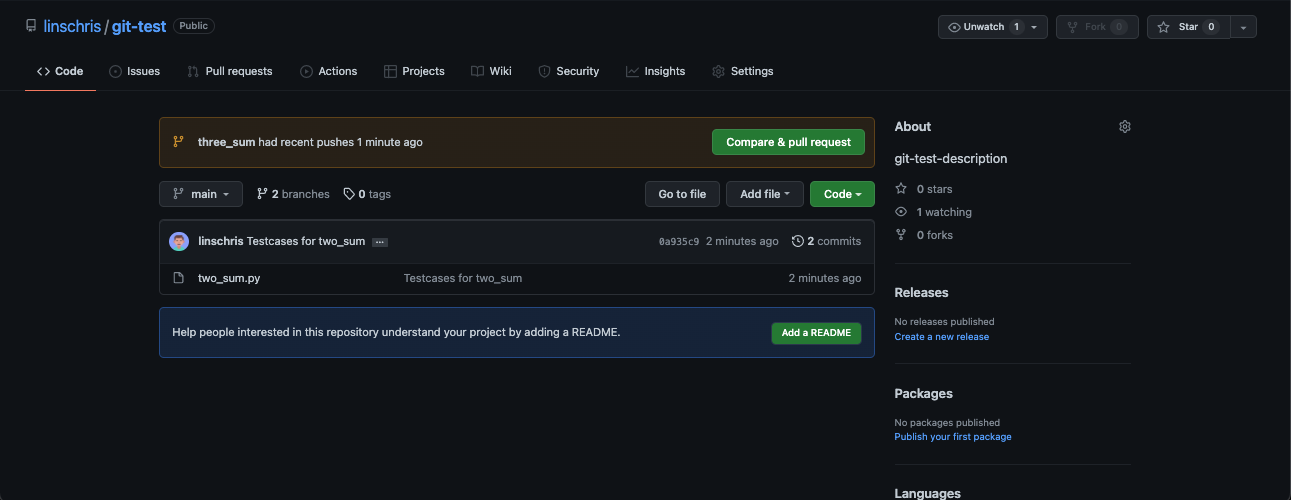 linschris / git-test Public Unwatch 1 Fork 0 Star 0
Code Issues Pull requests Actions Projects Wiki Security Insights Settings
three_sum had recent pushes 1 minute ago Compare & pull request
main 2 branches 0 tags Go to file Add file Code
linschris Testcases for two_sum ... 0a935c9 2 minutes ago 2 commits
two_sum.py Testcases for two_sum 2 minutes ago
Help people interested in this repository understand your project by adding a README. Add a README
About
git-test-description
0 stars
1 watching
0 forks
Releases
No releases published
Create a new release
Packages
No packages published
Publish your first package
Languages